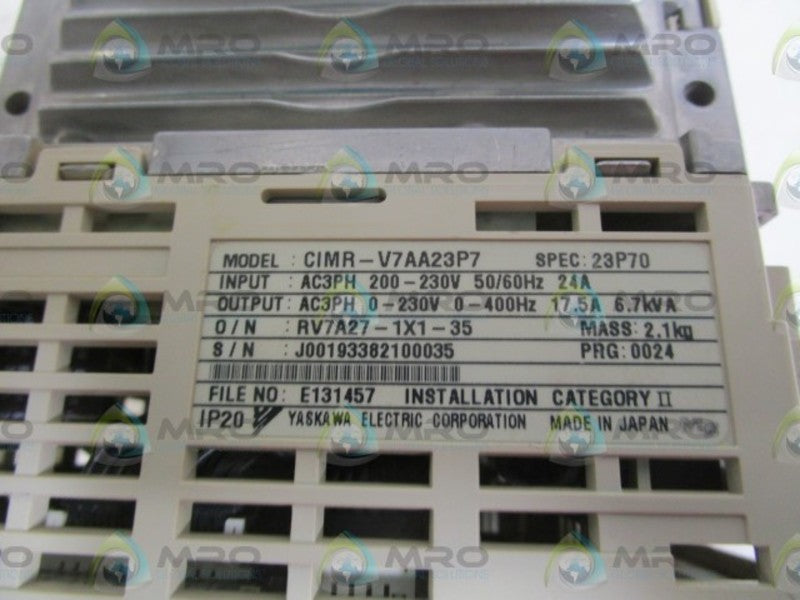 MODEL : CIMR-V7AA23P7 SPEC: 23P70
INPUT : AC3PH 200-230V 50/60Hz 24A
OUTPUT : AC3PH 0-230V 0-400Hz 17.5A 6.7kVA
O/N : RV7A27-1X1-35 MASS: 2.1kg
S/N : J00193382100035 PRG: 0024
FILE NO: E131457 INSTALLATION CATEGORY II
IP20 YASKAWA ELECTRIC CORPORATION MADE IN JAPAN
MRO